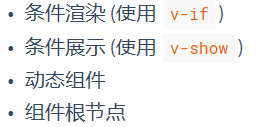 • 条件渲染 (使用 v-if )
• 条件展示 (使用 v-show )
• 动态组件
• 组件根节点